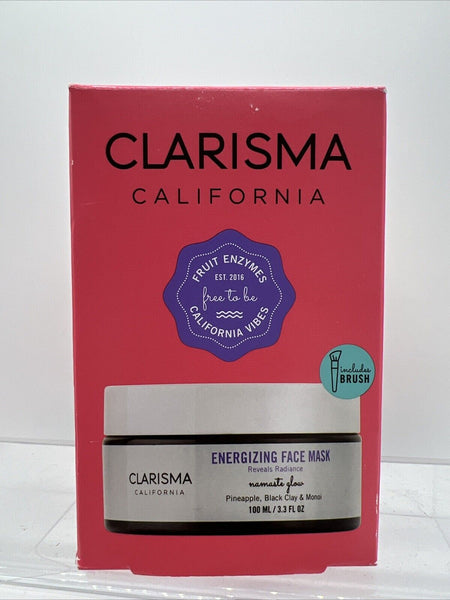 CLARISMA
CALIFORNIA
FRUIT ENZYMES
EST. 2016
free to be
CALIFORNIA VIBES
includes
BRUSH
CLARISMA
CALIFORNIA
ENERGIZING FACE MASK
Reveals Radiance
namaste glow
Pineapple, Black Clay & Monoi
100 ML / 3.3 FL OZ